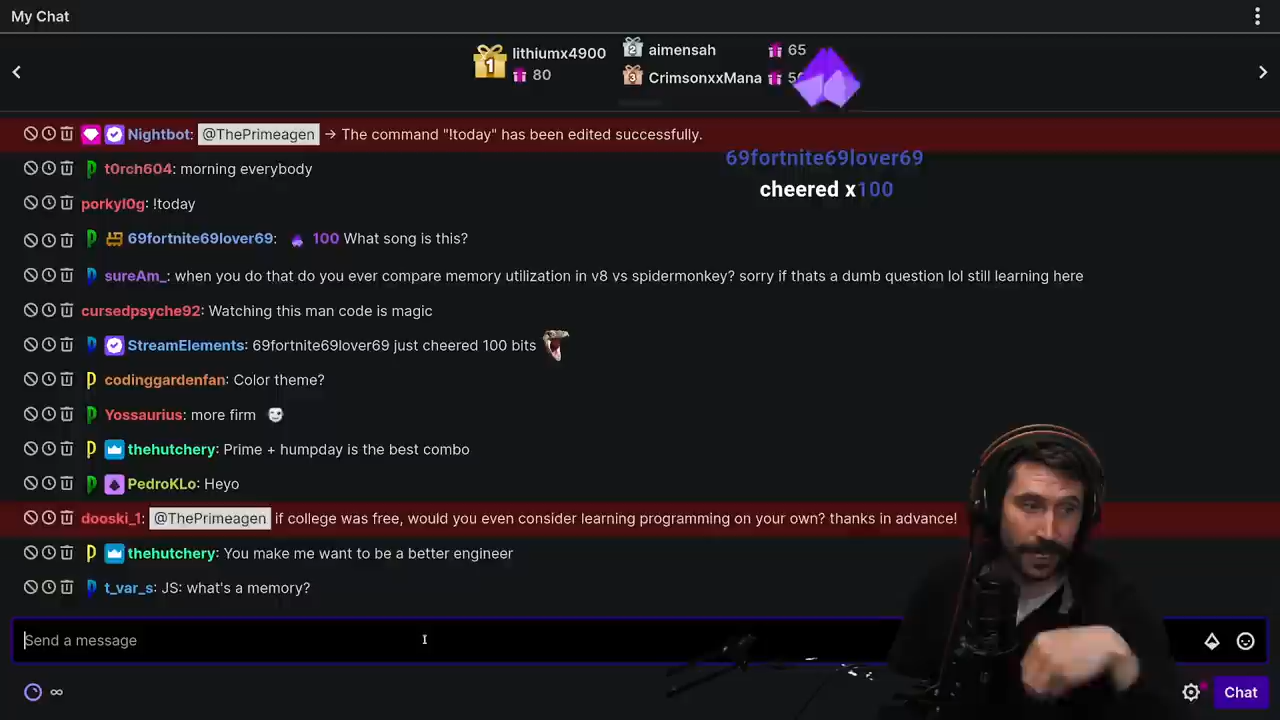 My Chat
1 lithiumx4900
80
2 aimensah 65
3 CrimsonxxMana
Nightbot: @ThePrimeagen → The command "!today" has been edited successfully.
t0rch604: morning everybody
69fortnite69lover69
cheered x100
porkyl0g: !today
69fortnite69lover69: 100 What song is this?
sureAm_: when you do that do you ever compare memory utilization in v8 vs spidermonkey? sorry if thats a dumb question lol still learning here
cursedpsyche92: Watching this man code is magic
StreamElements: 69fortnite69lover69 just cheered 100 bits
codinggardenfan: Color theme?
Yossaurius: more firm
thehutchery: Prime + humpday is the best combo
PedroKLo: Heyo
dooski_1: @ThePrimeagen if college was free, would you even consider learning programming on your own? thanks in advance!
thehutchery: You make me want to be a better engineer
t_var_s: JS: what's a memory?
Send a message
∞
Chat